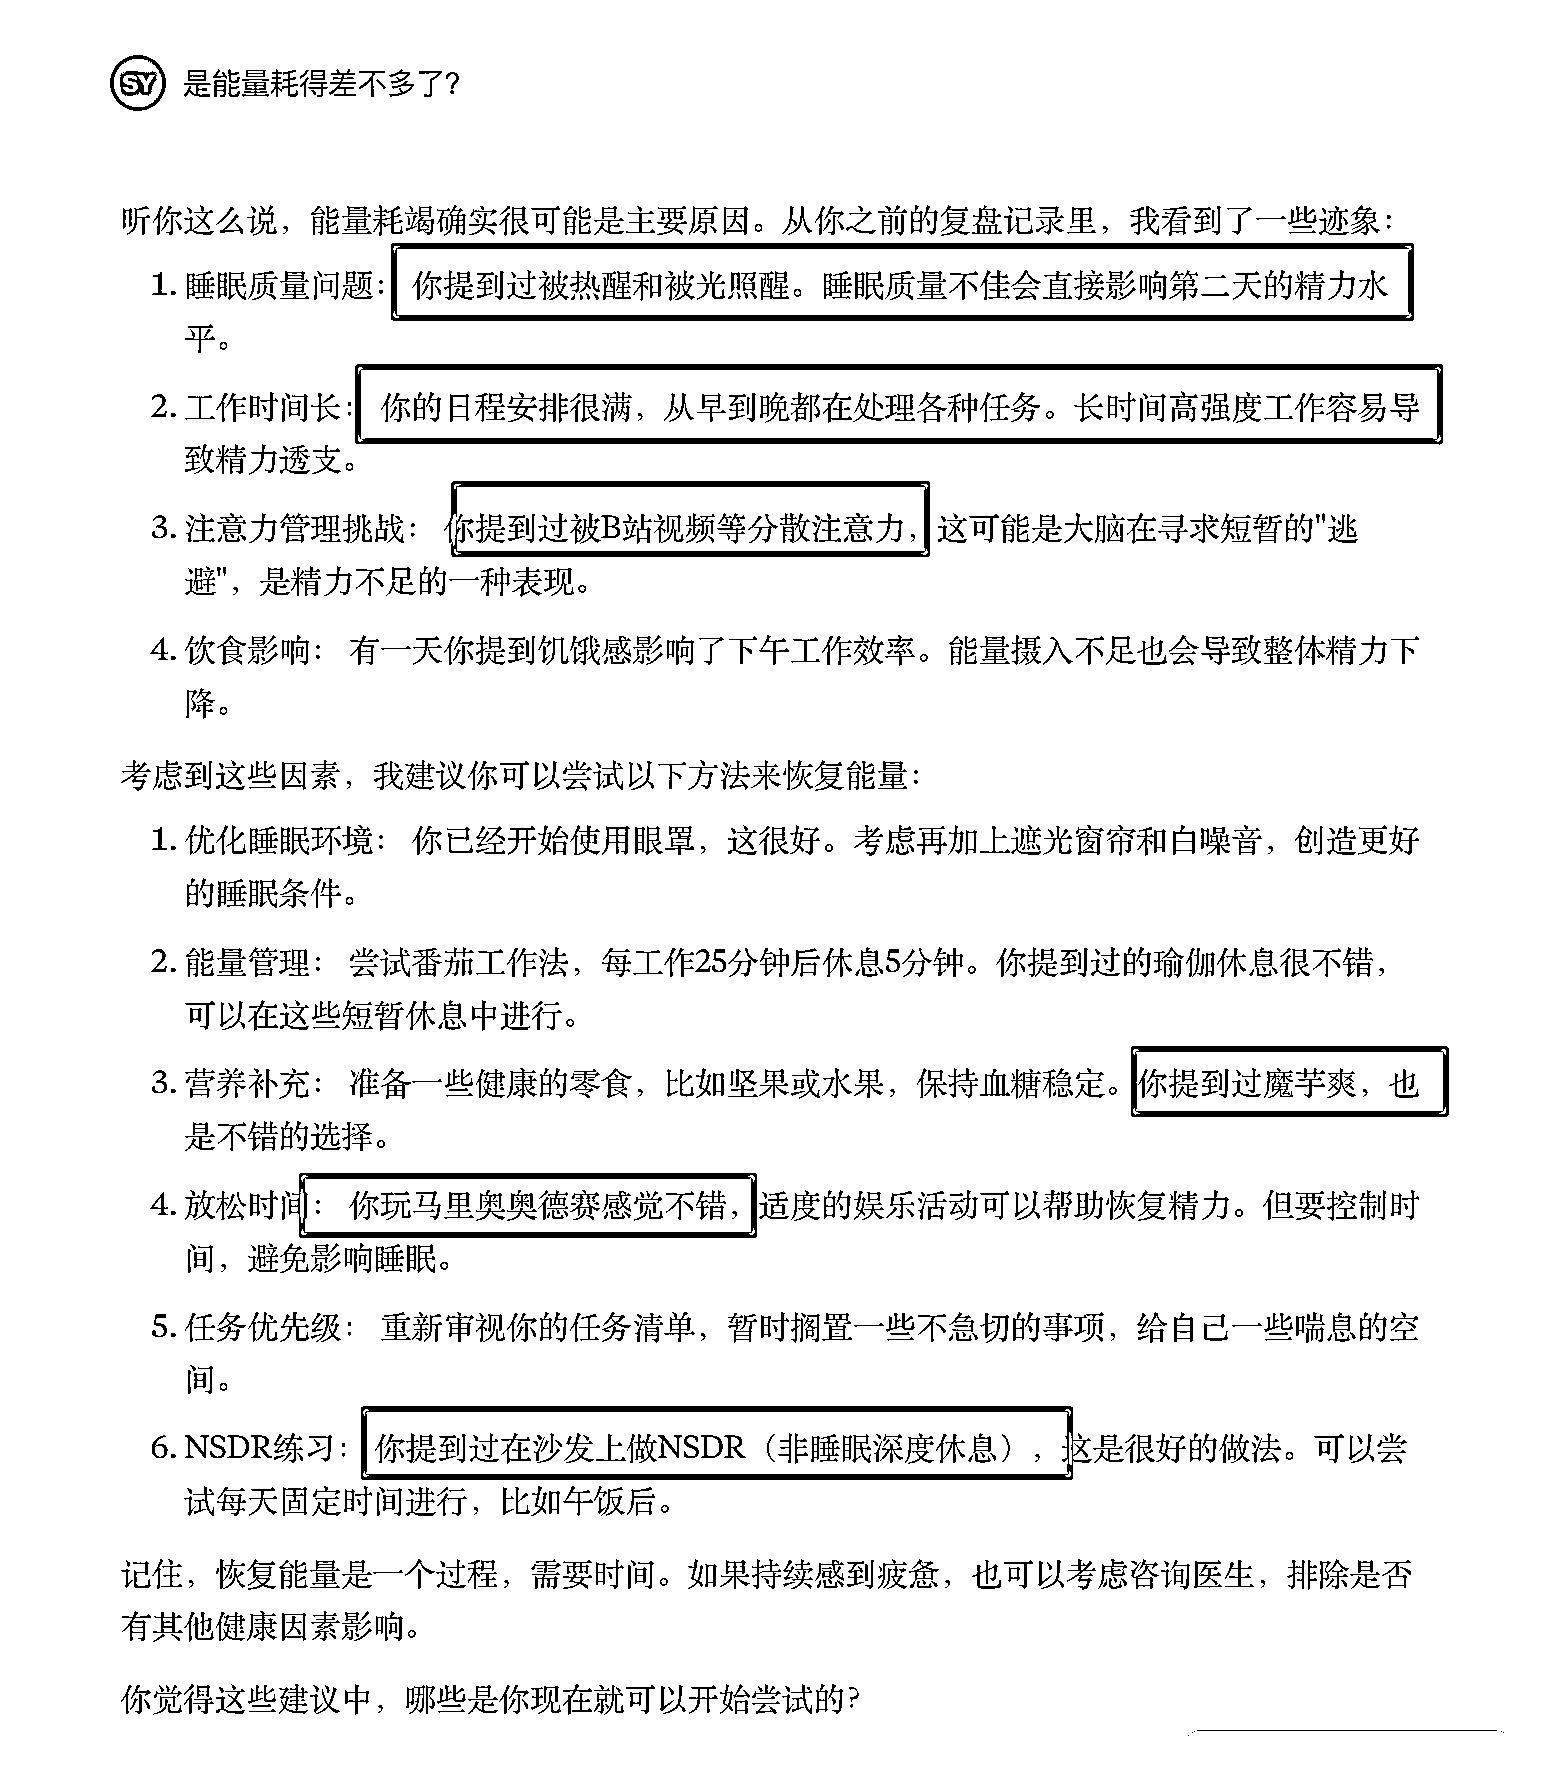 SY 是能量耗得差不多了？
听你这么说，能量耗竭确实很可能是主要原因。从你之前的复盘记录里，我看到了一些迹象：
1. 睡眠质量问题： 你提到过被热醒和被光照醒。睡眠质量不佳会直接影响第二天的精力水
平。
2. 工作时间长： 你的日程安排很满，从早到晚都在处理各种任务。长时间高强度工作容易导
致精力透支。
3. 注意力管理挑战： 你提到过被B站视频等分散注意力，这可能是大脑在寻求短暂的"逃
避"，是精力不足的一种表现。
4. 饮食影响： 有一天你提到饥饿感影响了下午工作效率。能量摄入不足也会导致整体精力下
降。
考虑到这些因素，我建议你可以尝试以下方法来恢复能量：
1. 优化睡眠环境： 你已经开始使用眼罩，这很好。考虑再加上遮光窗帘和白噪音，创造更好
的睡眠条件。
2. 能量管理： 尝试番茄工作法，每工作25分钟后休息5分钟。你提到过的瑜伽休息很不错，
可以在这些短暂休息中进行。
3. 营养补充： 准备一些健康的零食，比如坚果或水果，保持血糖稳定。你提到过魔芋爽，也
是不错的选择。
4. 放松时间： 你玩马里奥奥德赛感觉不错，适度的娱乐活动可以帮助恢复精力。但要控制时
间，避免影响睡眠。
5. 任务优先级： 重新审视你的任务清单，暂时搁置一些不急切的事项，给自己一些喘息的空
间。
6. NSDR练习： 你提到过在沙发上做NSDR（非睡眠深度休息），这是很好的做法。可以尝
试每天固定时间进行，比如午饭后。
记住，恢复能量是一个过程，需要时间。如果持续感到疲惫，也可以考虑咨询医生，排除是否
有其他健康因素影响。
你觉得这些建议中，哪些是你现在就可以开始尝试的？